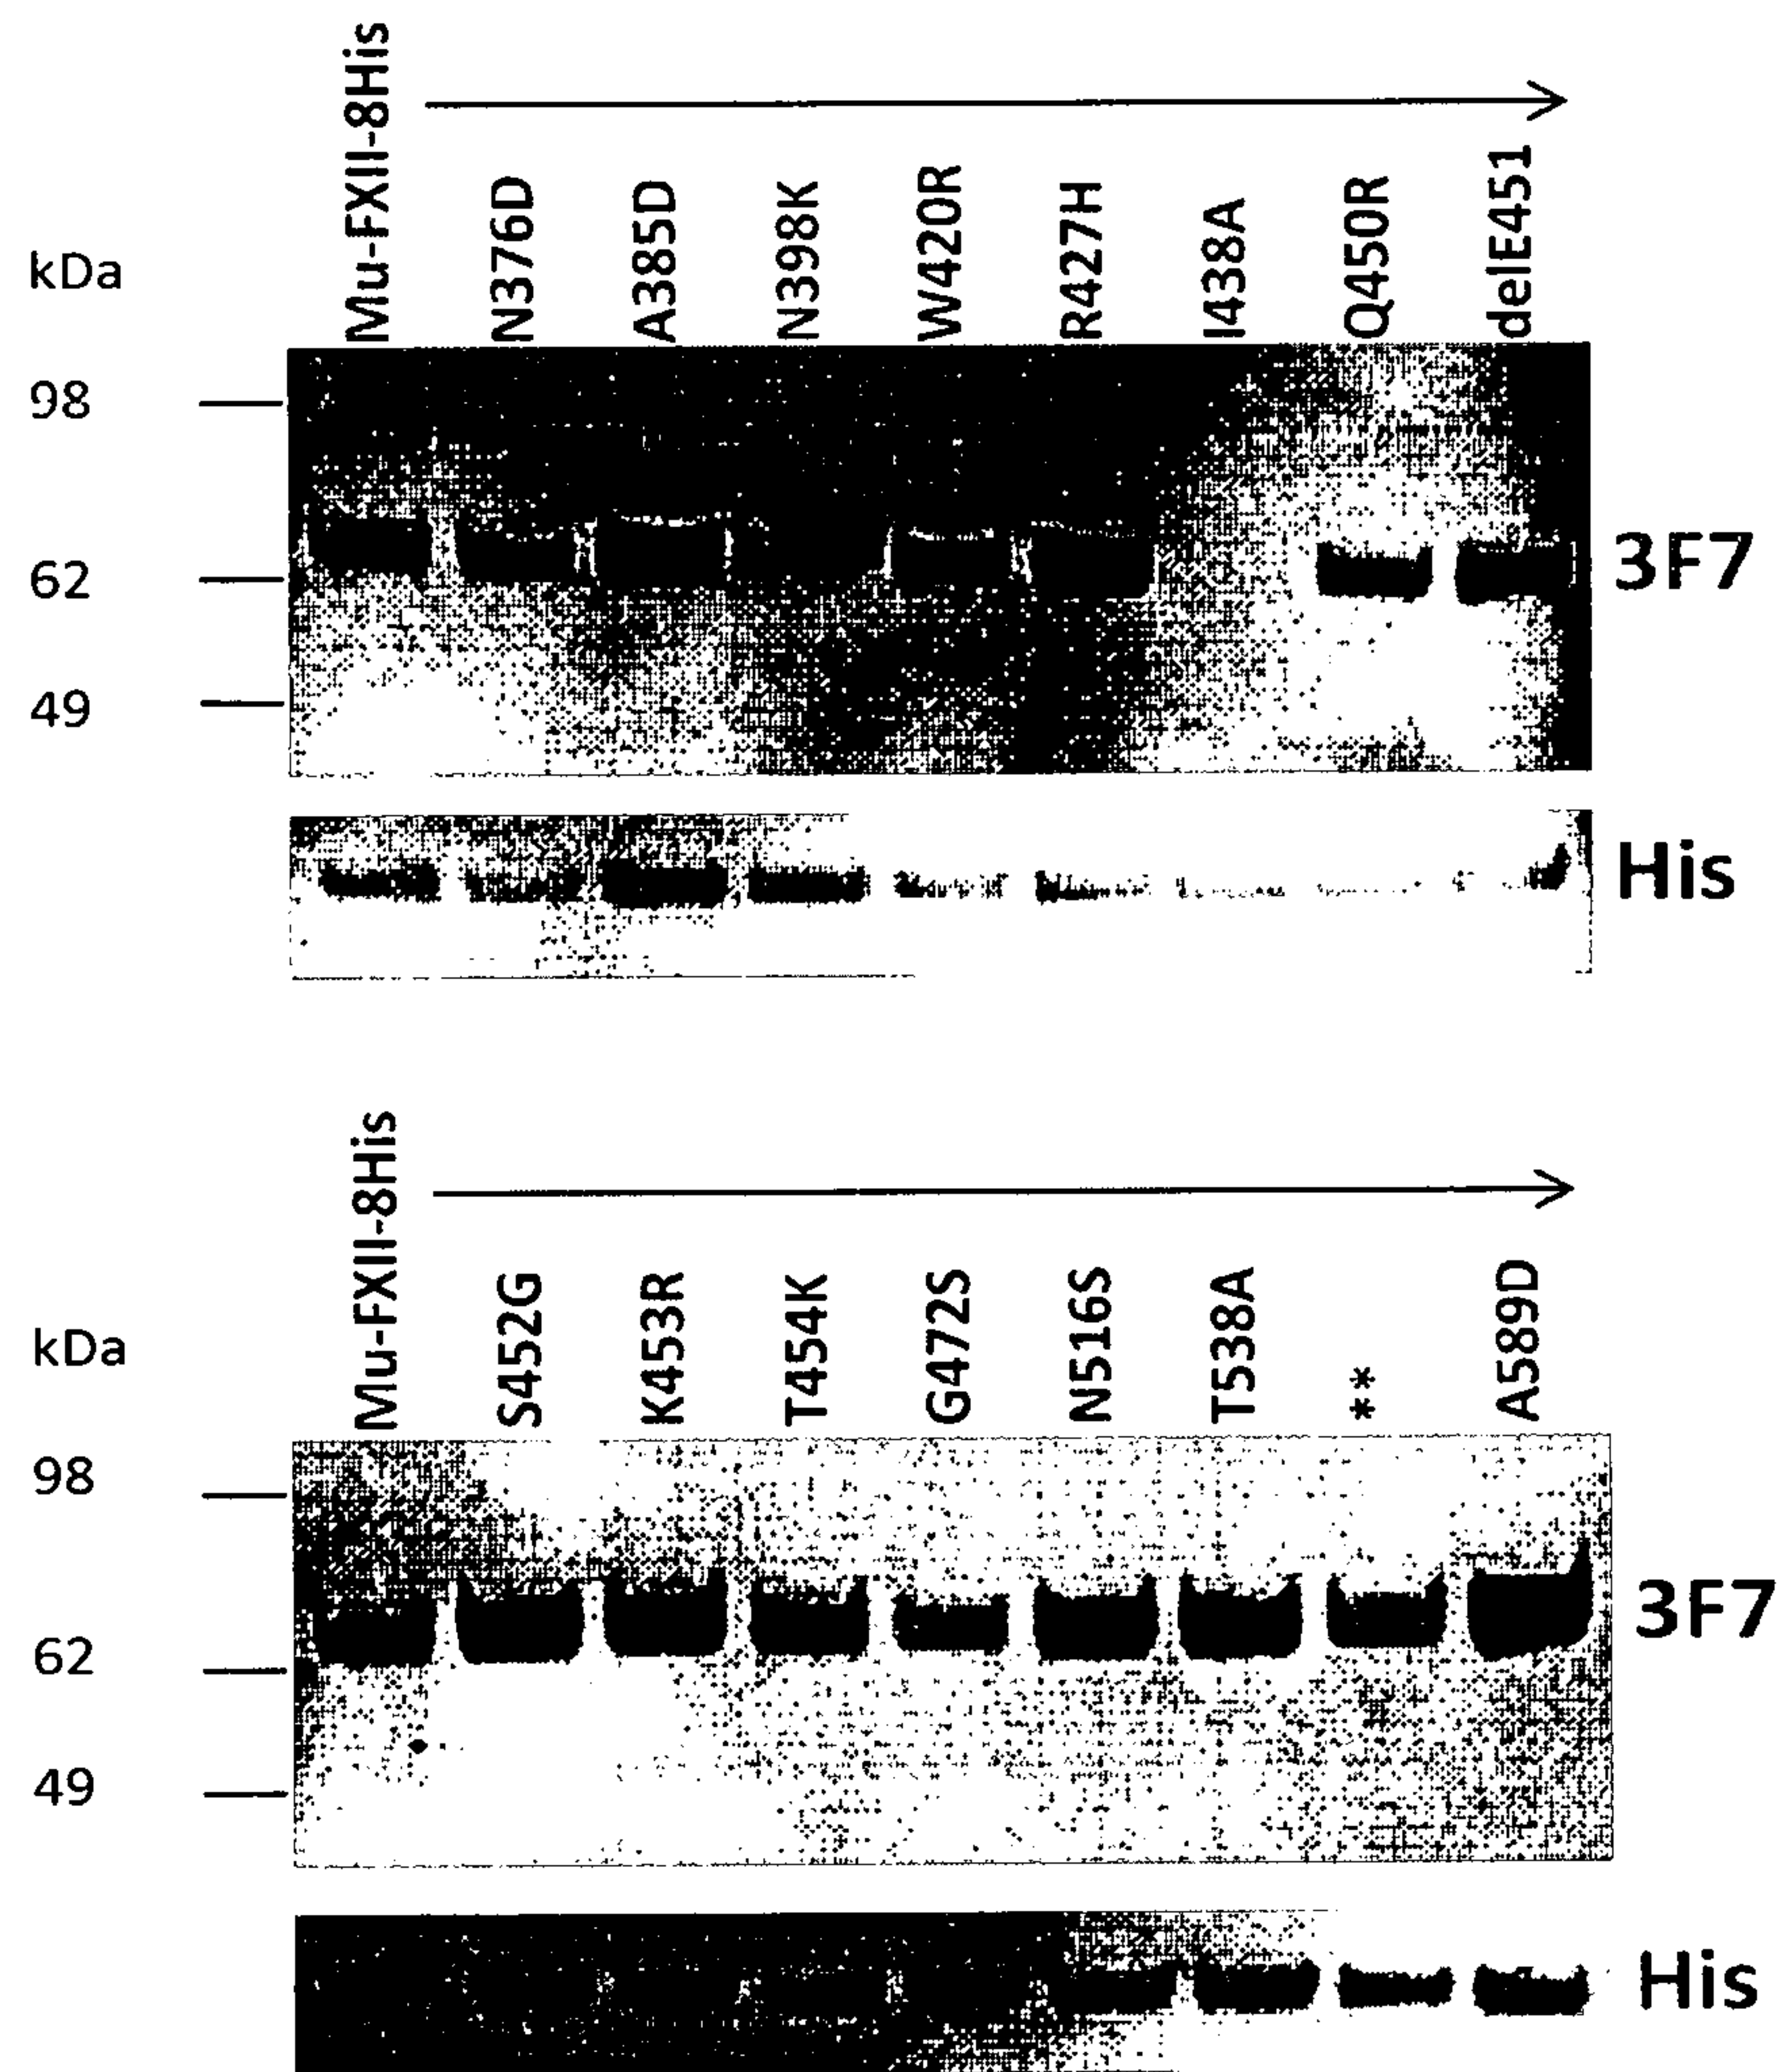 Mu-FXII-8His
N376D
A385D
N398K
W420R
R427H
I438A
Q450R
delE451
kDa
98
62
49
3F7
His
Mu-FXII-8His
S452G
K453R
T454K
G472S
N516S
T538A
**
A589D
kDa
98
62
49
3F7
His